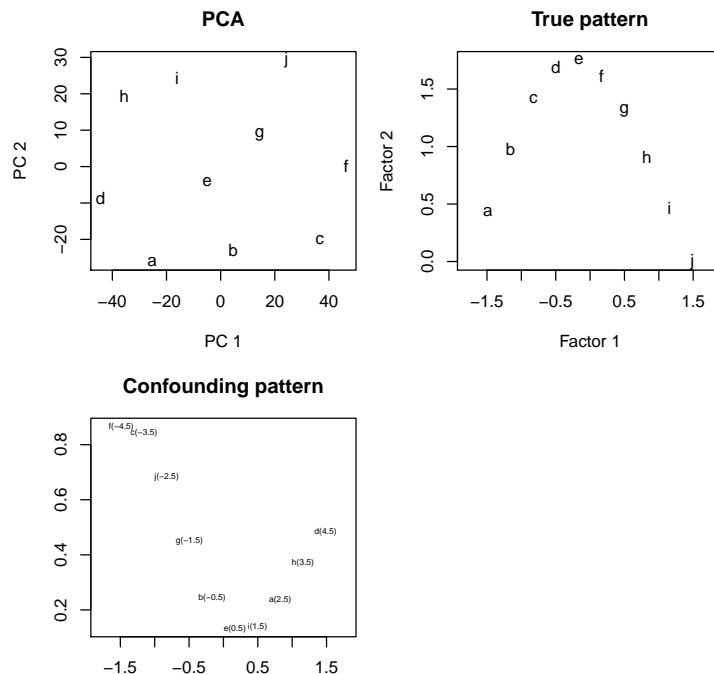 PCA
30
20
10
0
−20
PC 2
j
i
h
g
f
e
d
c
b
a
−40
−20
0
20
40
PC 1
True pattern
1.5
1.0
0.5
0.0
Factor 2
e
d
f
c
g
b
h
a
i
j
−1.5
−0.5
0.5
1.5
Factor 1
Confounding pattern
0.8
0.6
0.4
0.2
f(−4.5)
c(−3.5)
j(−2.5)
d(4.5)
g(−1.5)
h(3.5)
b(−0.5)
a(2.5)
e(0.5)
i(1.5)
−1.5
−0.5
0.5
1.5